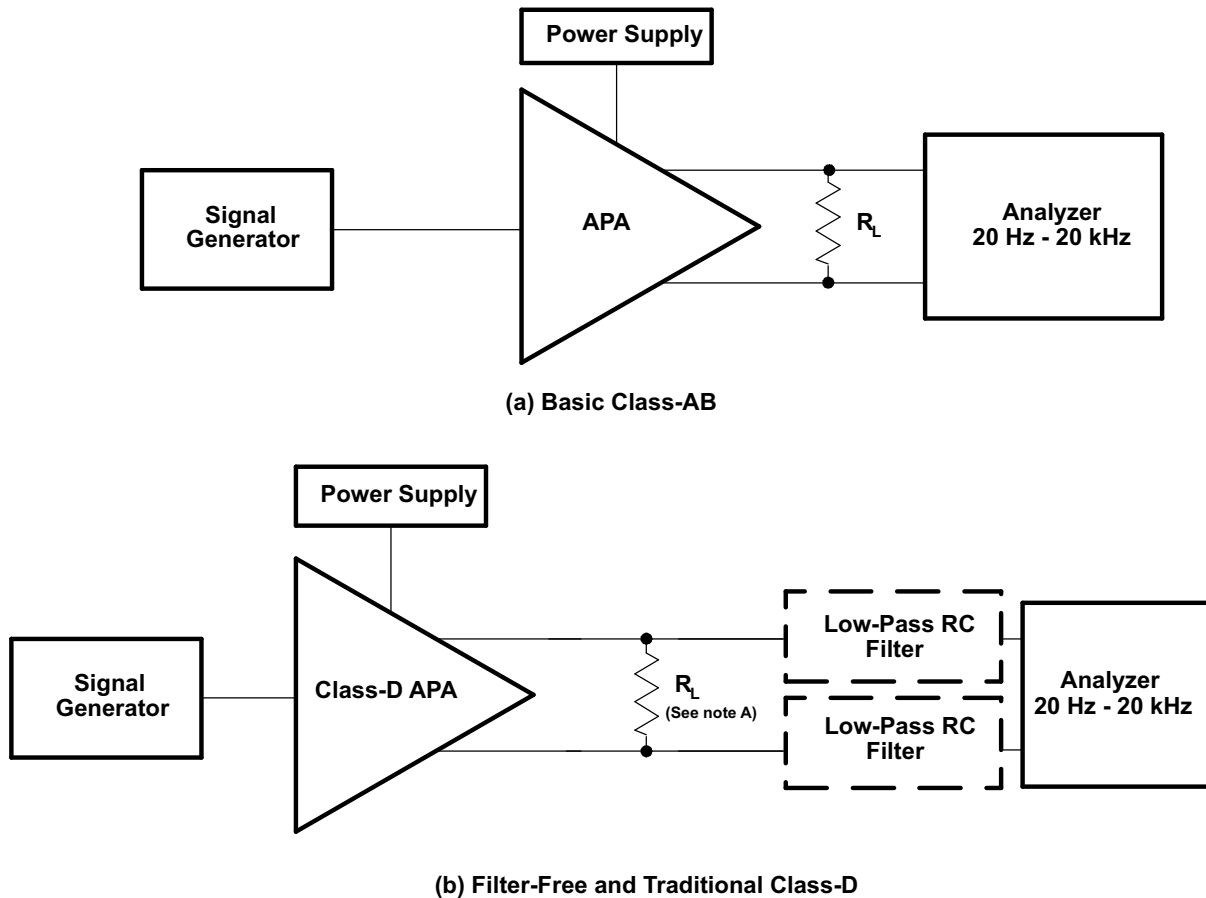 Power Supply
Signal
Generator
APA
R_L
Analyzer
20 Hz - 20 kHz
(a) Basic Class-AB
Power Supply
Signal
Generator
Class-D APA
R_L
(See note A)
Low-Pass RC
Filter
Low-Pass RC
Filter
Analyzer
20 Hz - 20 kHz
(b) Filter-Free and Traditional Class-D